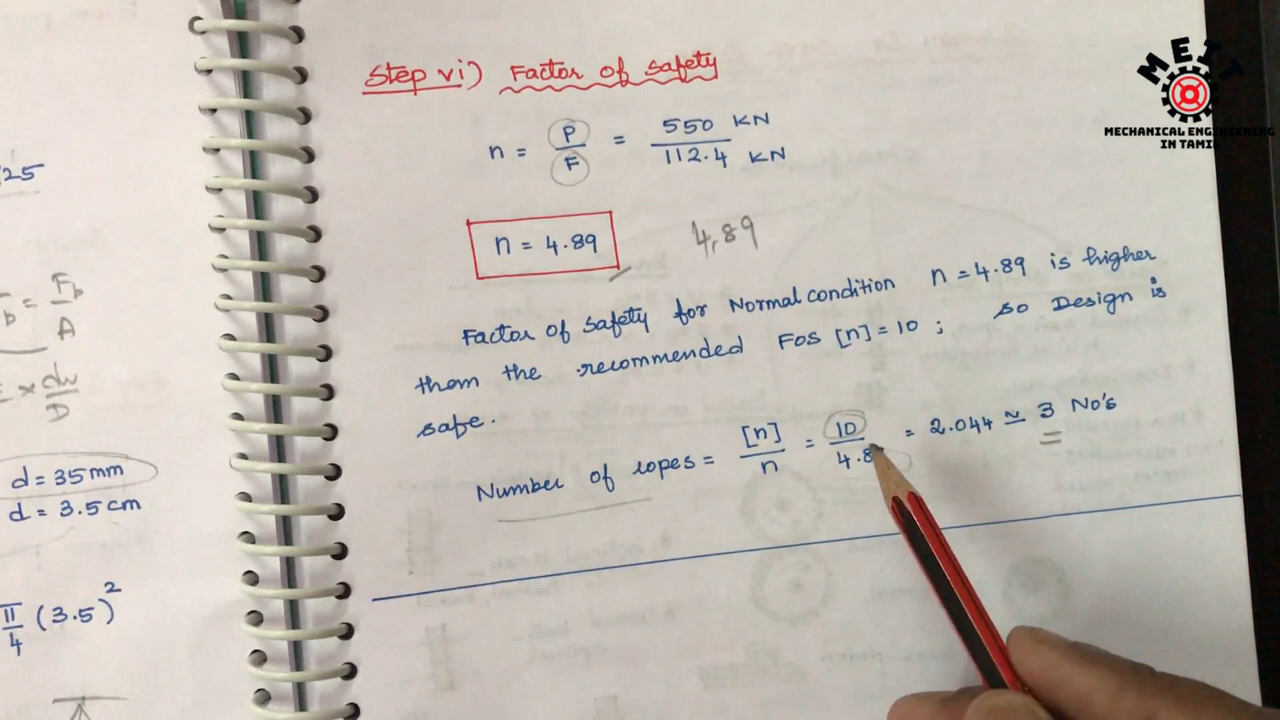 METT
MECHANICAL ENGINEERING
IN TAMIL
Step vi) Factor of safety
n = P/F = 550 KN / 112.4 KN
n = 4.89
4,89
Factor of safety for Normal condition n = 4.89 is higher
than the recommended FOS [n] = 10 ; so Design is
safe.
Number of ropes = [n]/n = 10/4.8 = 2.044 ≃ 3 No's
25
= Fb/A
× dw/D
d = 35 mm
d = 3.5 cm
π/4 (3.5)²